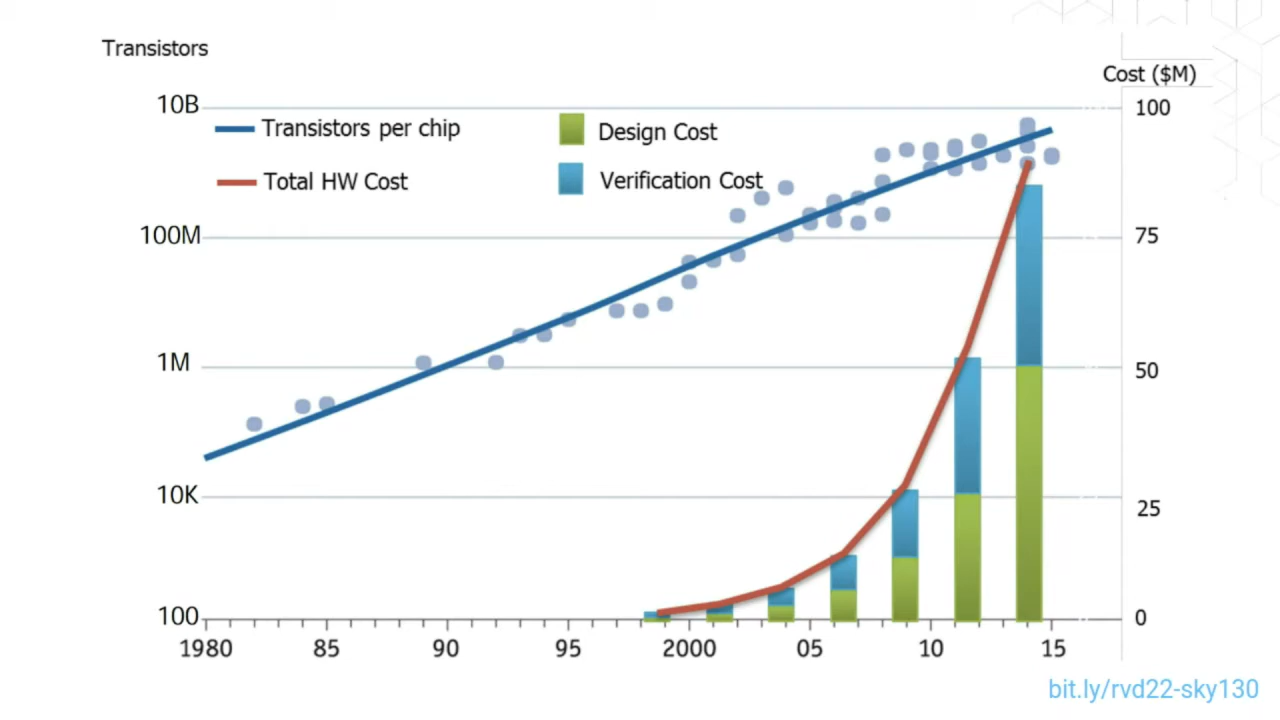 Transistors
Cost ($M)
10B
100
Transistors per chip
Design Cost
Total HW Cost
Verification Cost
100M
75
1M
50
10K
25
100
0
1980 85 90 95 2000 05 10 15
bit.ly/rvd22-sky130